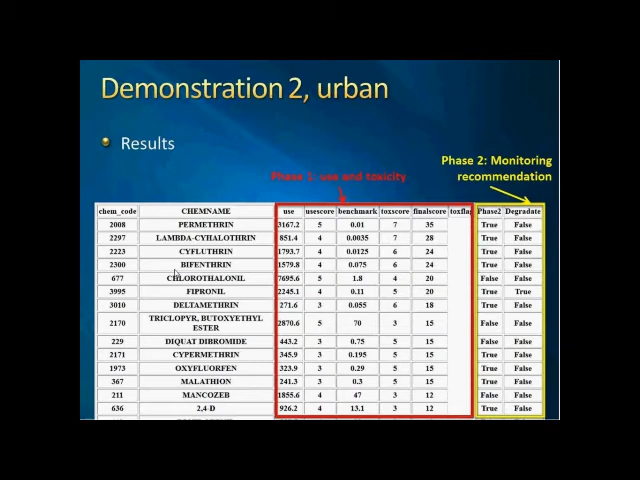 Demonstration 2, urban
Results
Phase 2: Monitoring
recommendation
Phase 1: use and toxicity
chem_code CHEMNAME use usescore benchmark toxscore finalscore toxflag Phase2 Degradate
2008 PERMETHRIN 3167.2 5 0.01 7 35 True False
2297 LAMBDA-CYHALOTHRIN 851.4 4 0.0035 7 28 True False
2223 CYFLUTHRIN 1793.7 4 0.0125 6 24 True False
2300 BIFENTHRIN 1579.8 4 0.075 6 24 True False
677 CHLOROTHALONIL 7695.6 5 1.8 4 20 False False
3995 FIPRONIL 2245.1 4 0.11 5 20 True True
3010 DELTAMETHRIN 271.6 3 0.055 6 18 True False
2170 TRICLOPYR, BUTOXYETHYL ESTER 2870.6 5 70 3 15 False False
229 DIQUAT DIBROMIDE 443.2 3 0.75 5 15 False False
2171 CYPERMETHRIN 345.9 3 0.195 5 15 True False
1973 OXYFLUORFEN 323.9 3 0.29 5 15 True False
367 MALATHION 241.3 3 0.3 5 15 True False
211 MANCOZEB 1855.6 4 47 3 12 False False
636 2,4-D 926.2 4 13.1 3 12 True False